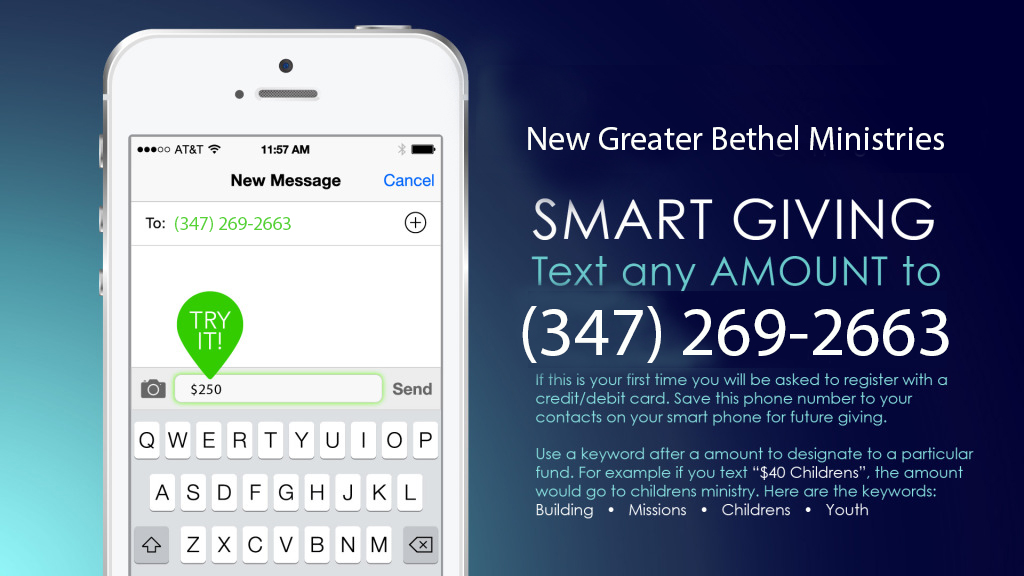 AT&T
11:57 AM
New Message
Cancel
To: (347) 269-2663
TRY
IT!
$250
Send
Q W E R T Y U I O P
A S D F G H J K L
Z X C V B N M
New Greater Bethel Ministries
SMART GIVING
Text any AMOUNT to
(347) 269-2663
If this is your first time you will be asked to register with a
credit/debit card. Save this phone number to your
contacts on your smart phone for future giving.
Use a keyword after a amount to designate to a particular
fund. For example if you text “$40 Childrens”, the amount
would go to childrens ministry. Here are the keywords:
Building • Missions • Childrens • Youth